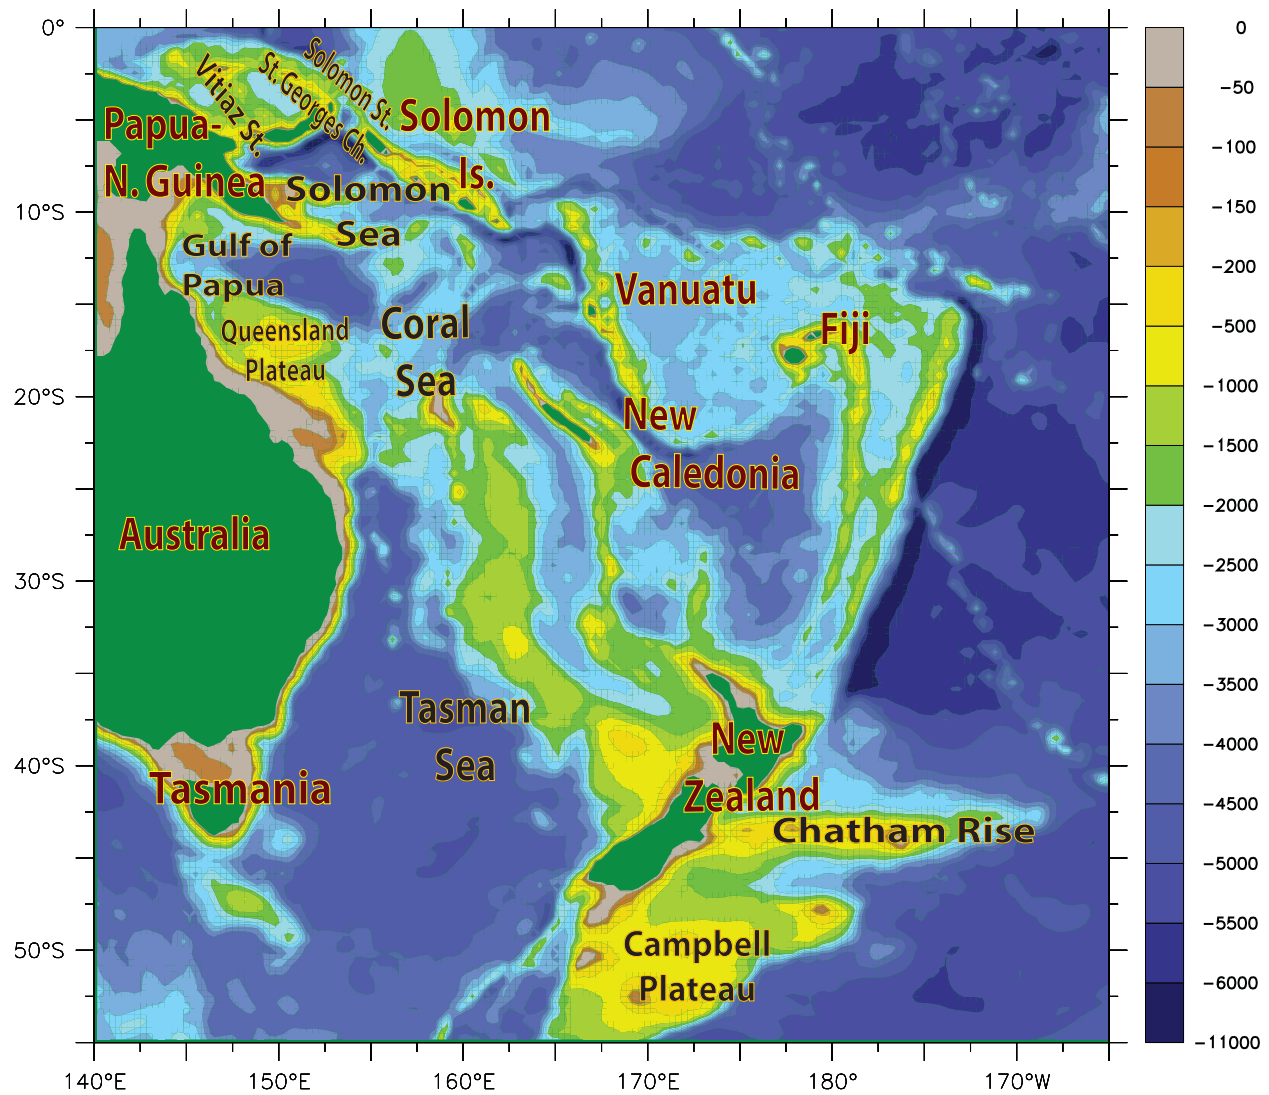 0°
10°S
20°S
30°S
40°S
50°S
140°E
150°E
160°E
170°E
180°
170°W
Vitiaz St.
St. Georges Ch.
Solomon St.
Solomon
Is.
Papua-
N. Guinea
Solomon
Sea
Gulf of
Papua
Queensland
Plateau
Coral
Sea
Vanuatu
Fiji
New
Caledonia
Australia
Tasman
Sea
Tasmania
New
Zealand
Chatham Rise
Campbell
Plateau
0
-50
-100
-150
-200
-500
-1000
-1500
-2000
-2500
-3000
-3500
-4000
-4500
-5000
-5500
-6000
-11000